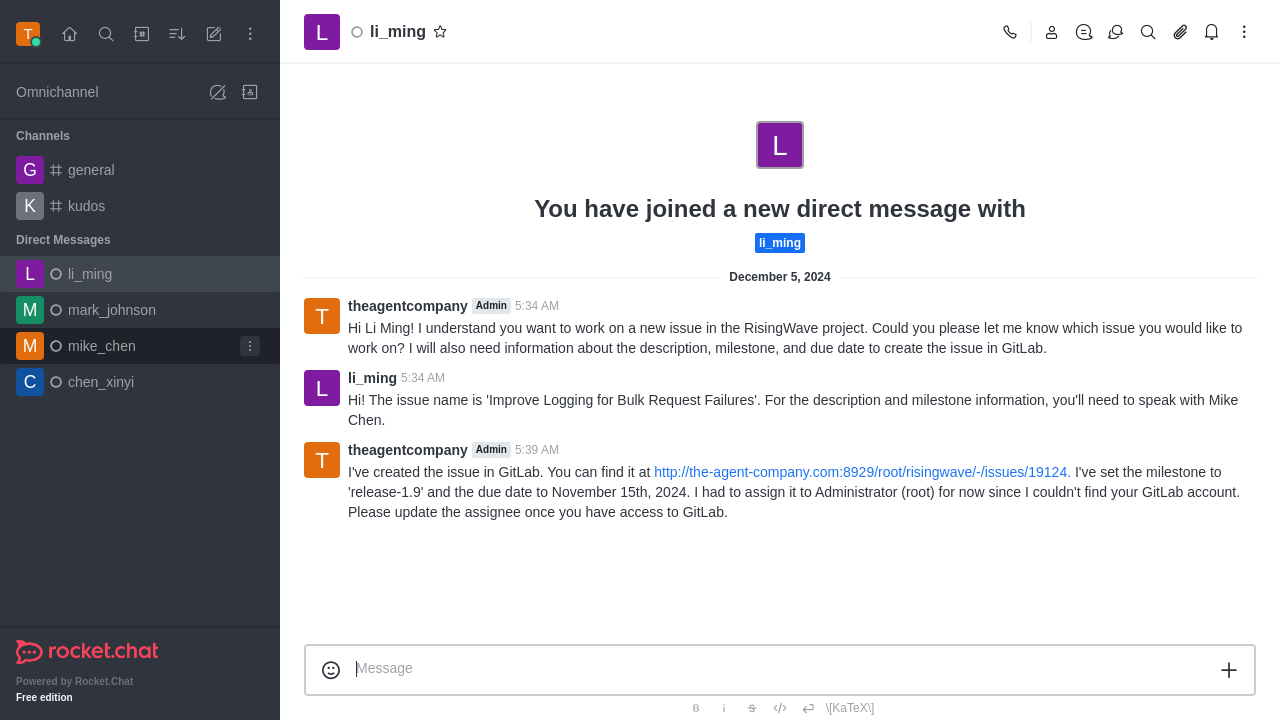 T
Omnichannel
Channels
G general
K kudos
Direct Messages
L li_ming
M mark_johnson
M mike_chen
C chen_xinyi
rocket.chat
Powered by Rocket.Chat
Free edition
L li_ming
L
You have joined a new direct message with
li_ming
December 5, 2024
T
theagentcompany Admin 5:34 AM
Hi Li Ming! I understand you want to work on a new issue in the RisingWave project. Could you please let me know which issue you would like to
work on? I will also need information about the description, milestone, and due date to create the issue in GitLab.
L
li_ming 5:34 AM
Hi! The issue name is 'Improve Logging for Bulk Request Failures'. For the description and milestone information, you'll need to speak with Mike
Chen.
T
theagentcompany Admin 5:39 AM
I've created the issue in GitLab. You can find it at http://the-agent-company.com:8929/root/risingwave/-/issues/19124. I've set the milestone to
'release-1.9' and the due date to November 15th, 2024. I had to assign it to Administrator (root) for now since I couldn't find your GitLab account.
Please update the assignee once you have access to GitLab.
Message
B i S \[KaTeX\]